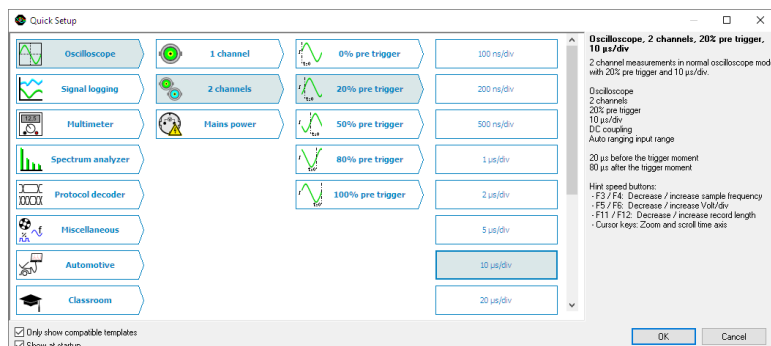 Quick Setup
Oscilloscope
Signal logging
Multimeter
Spectrum analyzer
Protocol decoder
Miscellaneous
Automotive
Classroom
1 channel
2 channels
Mains power
0% pre trigger
20% pre trigger
50% pre trigger
80% pre trigger
100% pre trigger
100 ns/div
200 ns/div
500 ns/div
1 µs/div
2 µs/div
5 µs/div
10 µs/div
20 µs/div
Oscilloscope, 2 channels, 20% pre trigger,
10 µs/div
2 channel measurements in normal oscilloscope mod
with 20% pre trigger and 10 µs/div.
Oscilloscope
2 channels
20% pre trigger
10 µs/div
DC coupling
Auto ranging input range
20 µs before the trigger moment
80 µs after the trigger moment
Hint speed buttons:
- F3 / F4: Decrease / increase sample frequency
- F5 / F6: Decrease / increase Volt/div
- F11 / F12: Decrease / increase record length
- Cursor keys: Zoom and scroll time axis
Only show compatible templates
Show at startup
OK
Cancel